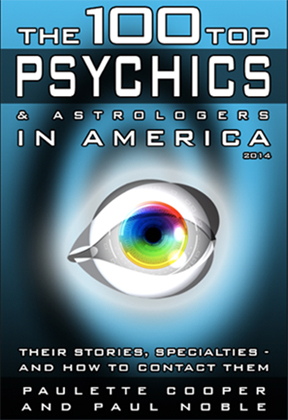 THE 100 TOP
PSYCHICS
& ASTROLOGERS
IN AMERICA
2014
THEIR STORIES, SPECIALTIES -
AND HOW TO CONTACT THEM
PAULETTE COOPER
AND PAUL NOBLE